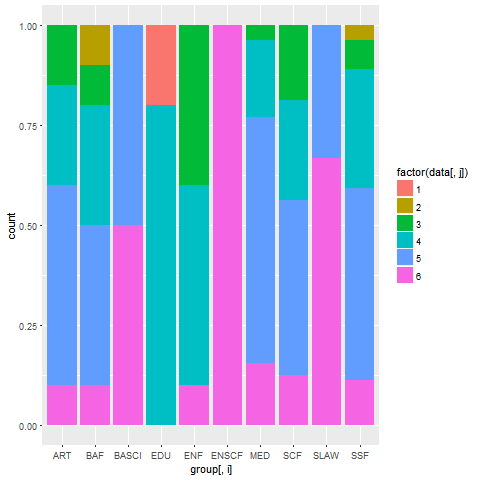 1.00
0.75
0.50
0.25
0.00
count
ART BAF BASCI EDU ENF ENSCF MED SCF SLAW SSF
group[, i]
factor(data[, j])
1
2
3
4
5
6